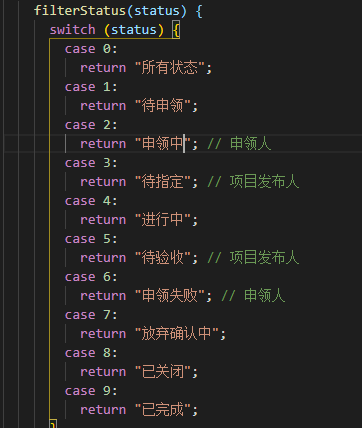 filterStatus(status) {
switch (status) {
case 0:
return "所有状态";
case 1:
return "待申领";
case 2:
return "申领中"; // 申领人
case 3:
return "待指定"; // 项目发布人
case 4:
return "进行中";
case 5:
return "待验收"; // 项目发布人
case 6:
return "申领失败"; // 申领人
case 7:
return "放弃确认中";
case 8:
return "已关闭";
case 9:
return "已完成";
}